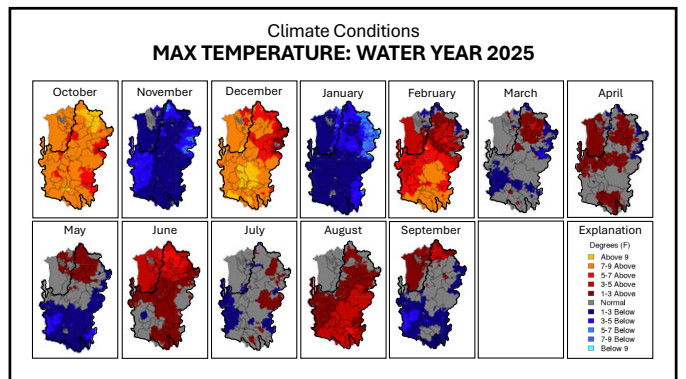 Climate Conditions
MAX TEMPERATURE: WATER YEAR 2025
October
November
December
January
February
March
April
May
June
July
August
September
Explanation
Degrees (F)
Above 9
7-9 Above
5-7 Above
3-5 Above
1-3 Above
Normal
1-3 Below
3-5 Below
5-7 Below
7-9 Below
Below 9